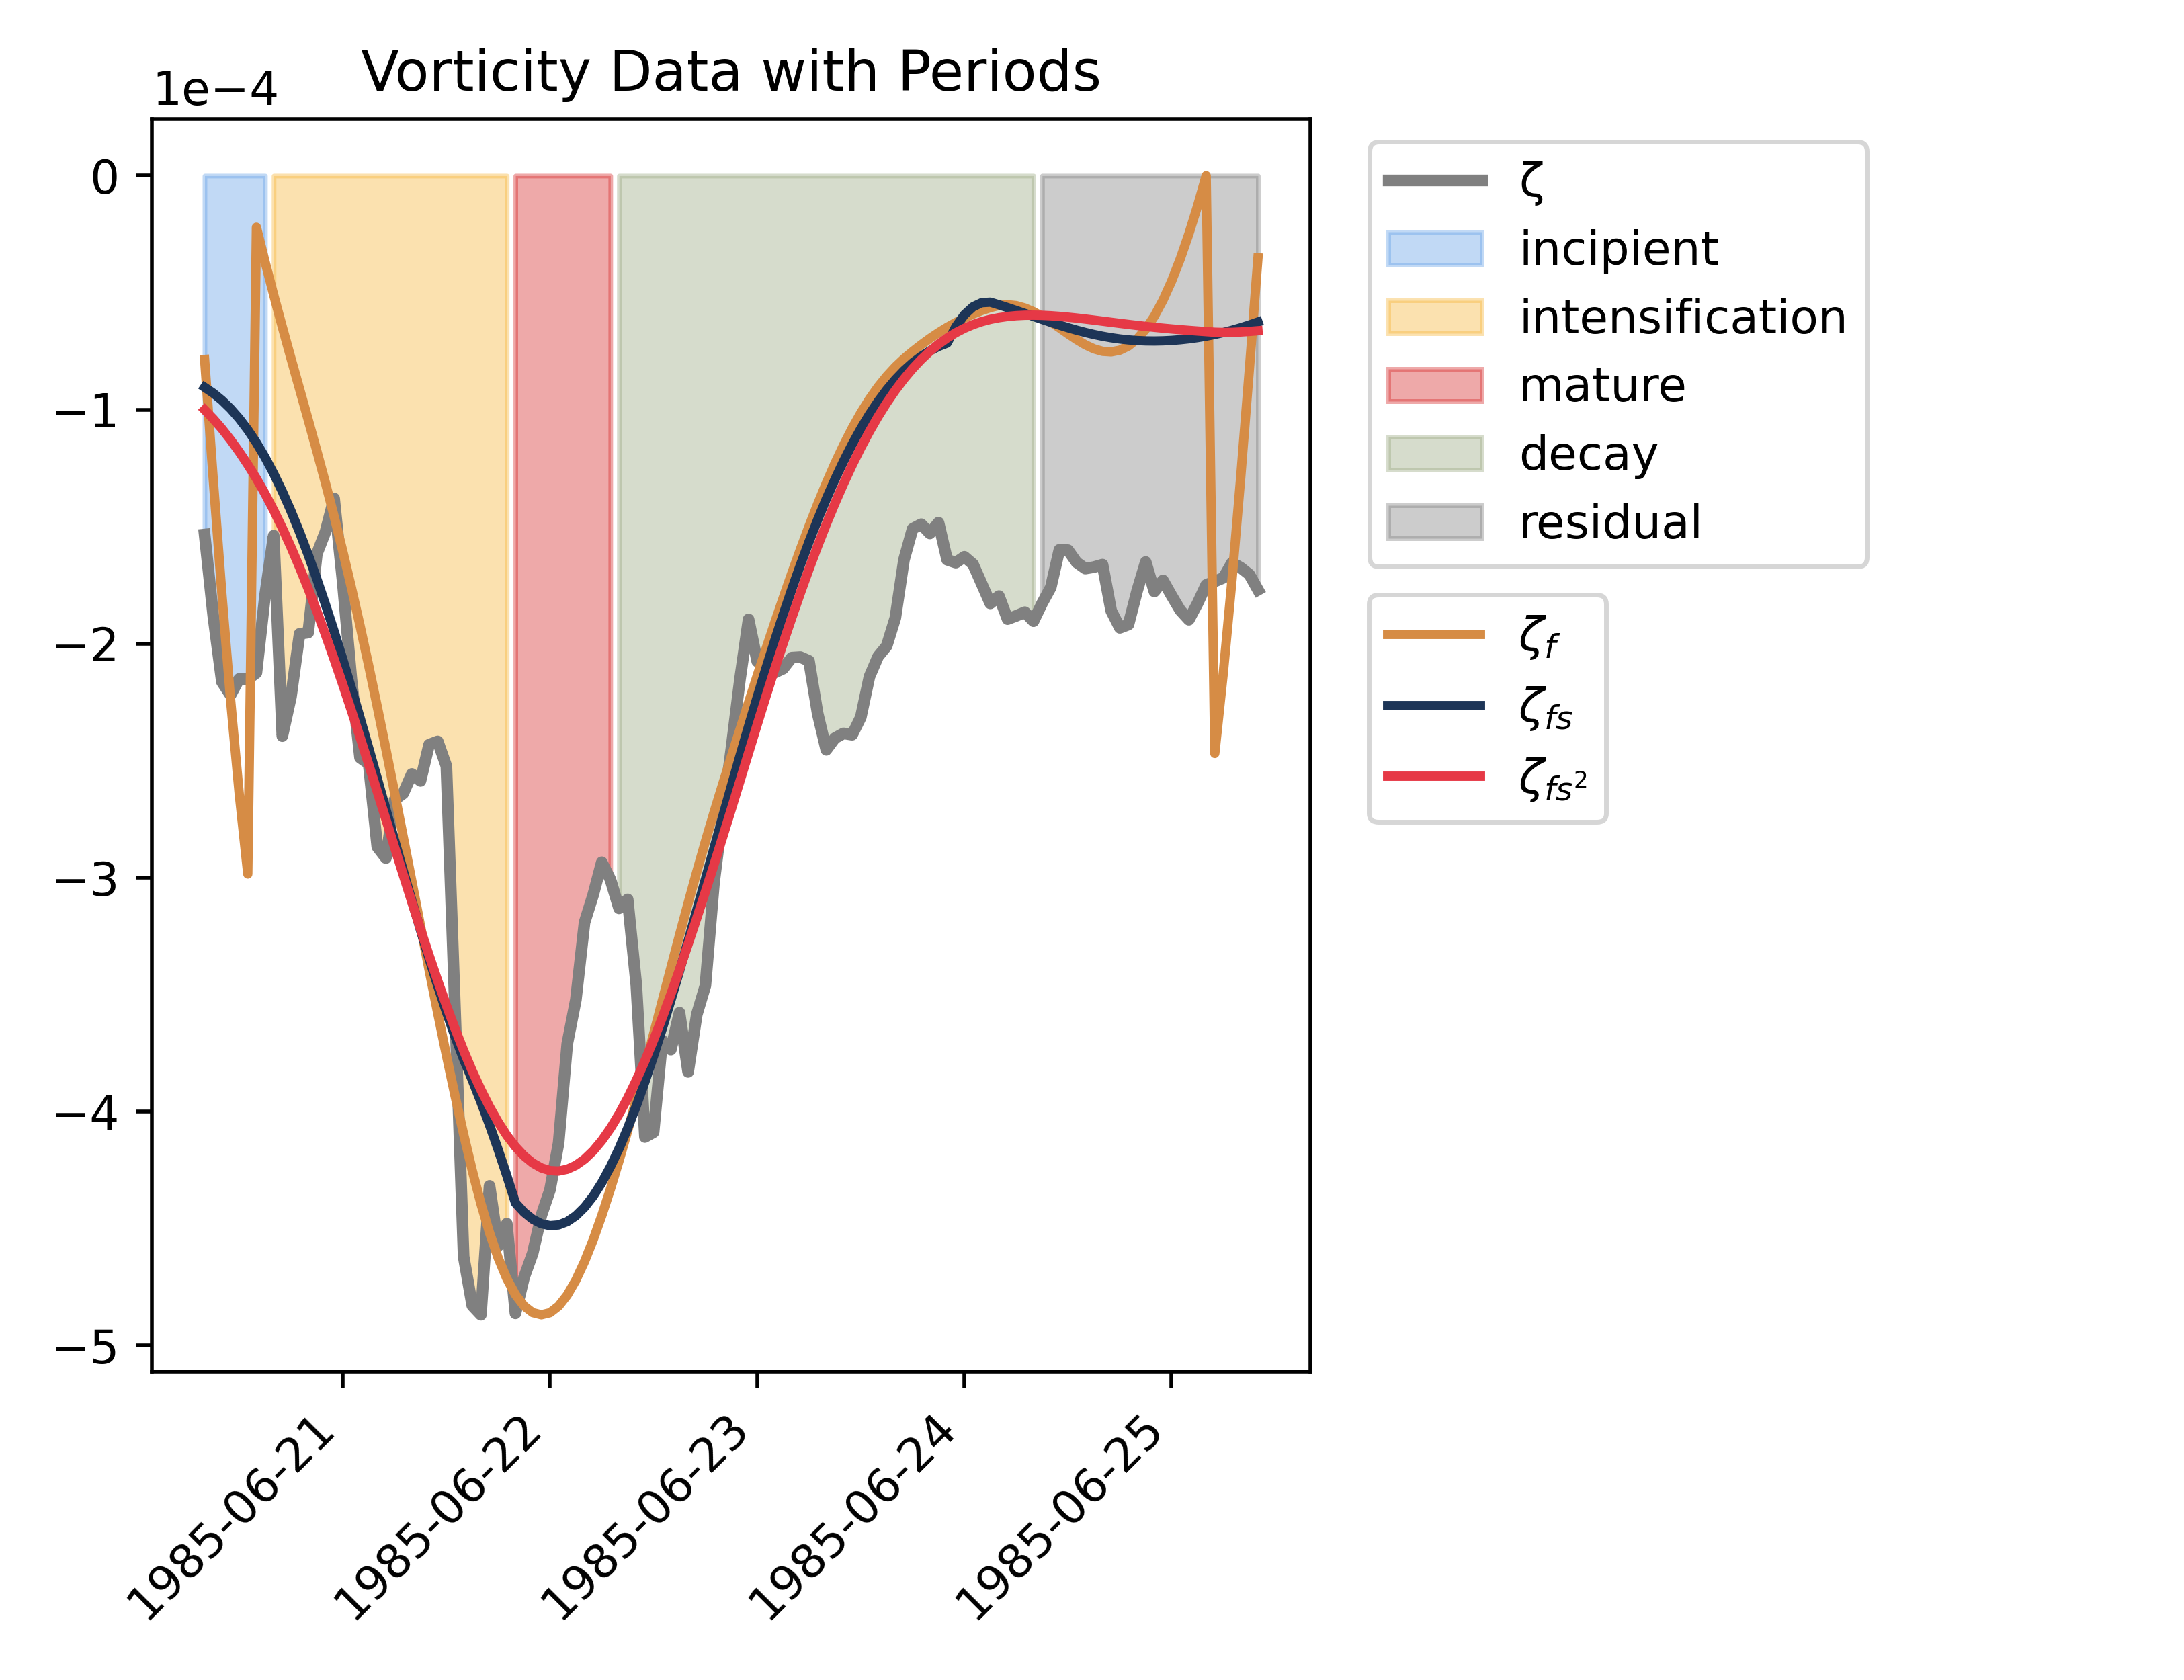 Vorticity Data with Periods
1e−4
0
−1
−2
−3
−4
−5
1985-06-21
1985-06-22
1985-06-23
1985-06-24
1985-06-25
ζ
incipient
intensification
mature
decay
residual
ζf
ζfs
ζfs²